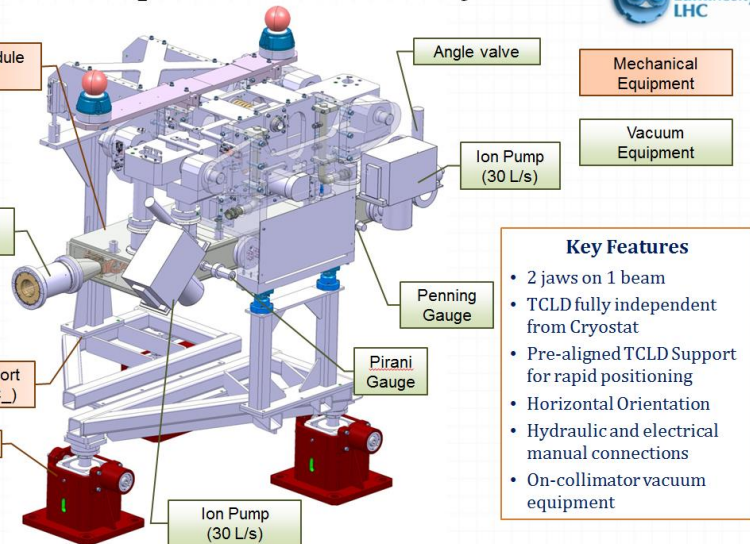 LHC
dule
Angle valve
Mechanical
Equipment
Vacuum
Equipment
Ion Pump
(30 L/s)
Key Features
• 2 jaws on 1 beam
• TCLD fully independent
from Cryostat
• Pre-aligned TCLD Support
for rapid positioning
• Horizontal Orientation
• Hydraulic and electrical
manual connections
• On-collimator vacuum
equipment
Penning
Gauge
Pirani
Gauge
ort
_)
Ion Pump
(30 L/s)